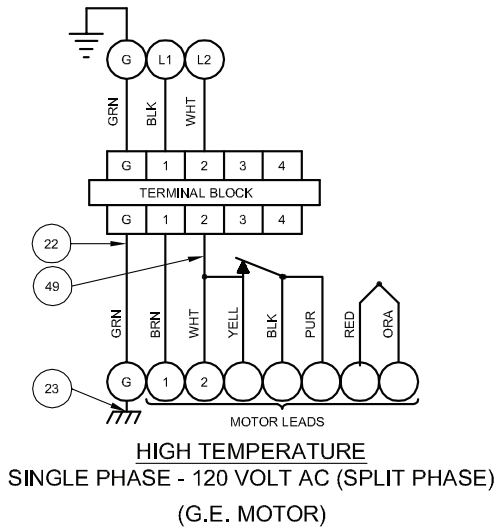 G L1 L2
GRN BLK WHT
G 1 2 3 4
TERMINAL BLOCK
G 1 2 3 4
22
49
GRN BRN WHT YELL BLK PUR RED ORA
23
G 1 2
MOTOR LEADS
HIGH TEMPERATURE
SINGLE PHASE - 120 VOLT AC (SPLIT PHASE)
(G.E. MOTOR)